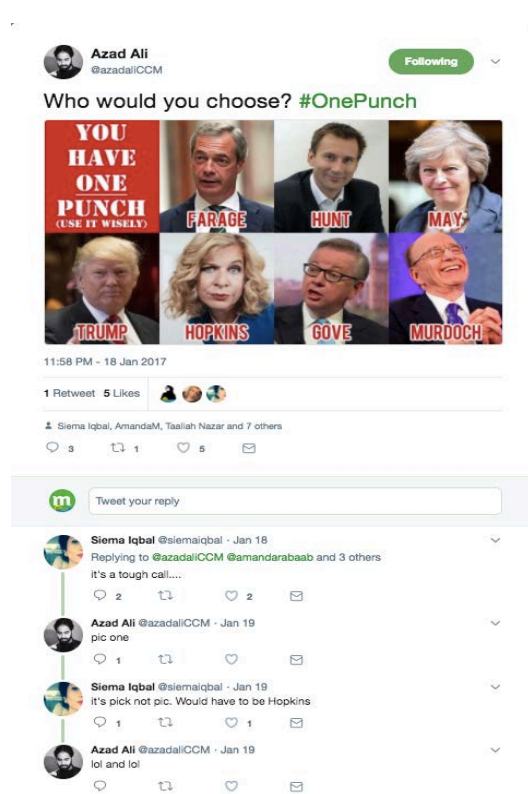 Azad Ali
@azadaliCCM
Following
Who would you choose? #OnePunch
YOU
HAVE
ONE
PUNCH
(USE IT WISELY)
FARAGE
HUNT
MAY
TRUMP
HOPKINS
GOVE
MURDOCH
11:58 PM - 18 Jan 2017
1 Retweet 5 Likes
Siema Iqbal, AmandaM, Taaliah Nazar and 7 others
3 1 5
m
Tweet your reply
Siema Iqbal @siemaiqbal · Jan 18
Replying to @azadaliCCM @amandarabaab and 3 others
it's a tough call....
2 2
Azad Ali @azadaliCCM · Jan 19
pic one
1
Siema Iqbal @siemaiqbal · Jan 19
it's pick not pic. Would have to be Hopkins
1 1
Azad Ali @azadaliCCM · Jan 19
lol and lol